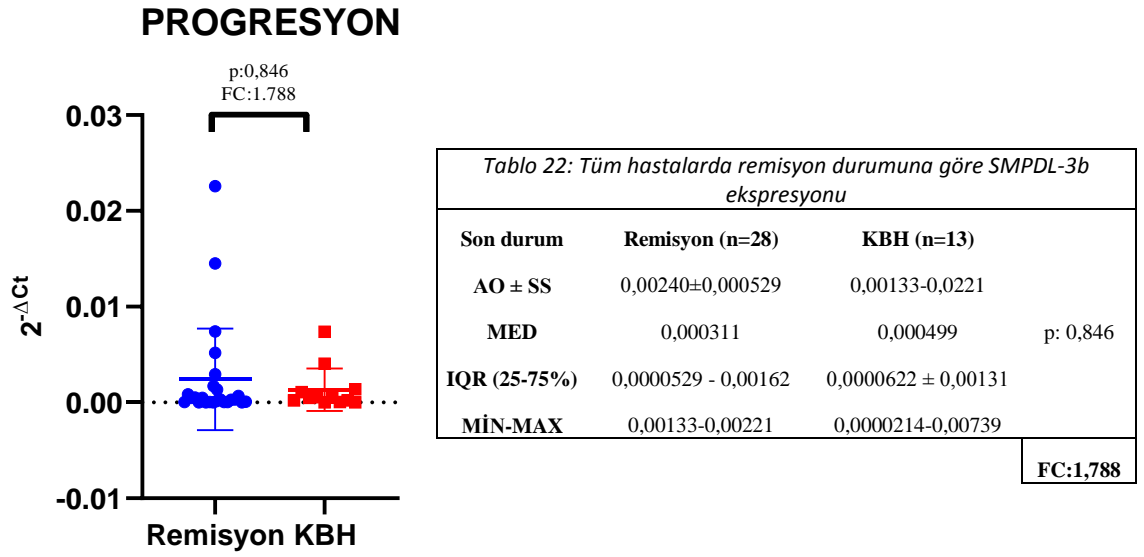 PROGRESYON
p:0,846
FC:1.788
0.03
0.02
0.01
0.00
-0.01
2^-ΔCt
Remisyon KBH
Tablo 22: Tüm hastalarda remisyon durumuna göre SMPDL-3b
ekspresyonu
Son durum Remisyon (n=28) KBH (n=13)
AO ± SS 0,00240±0,000529 0,00133-0,0221
MED 0,000311 0,000499 p: 0,846
IQR (25-75%) 0,0000529 - 0,00162 0,0000622 ± 0,00131
MİN-MAX 0,00133-0,00221 0,0000214-0,00739
FC:1,788